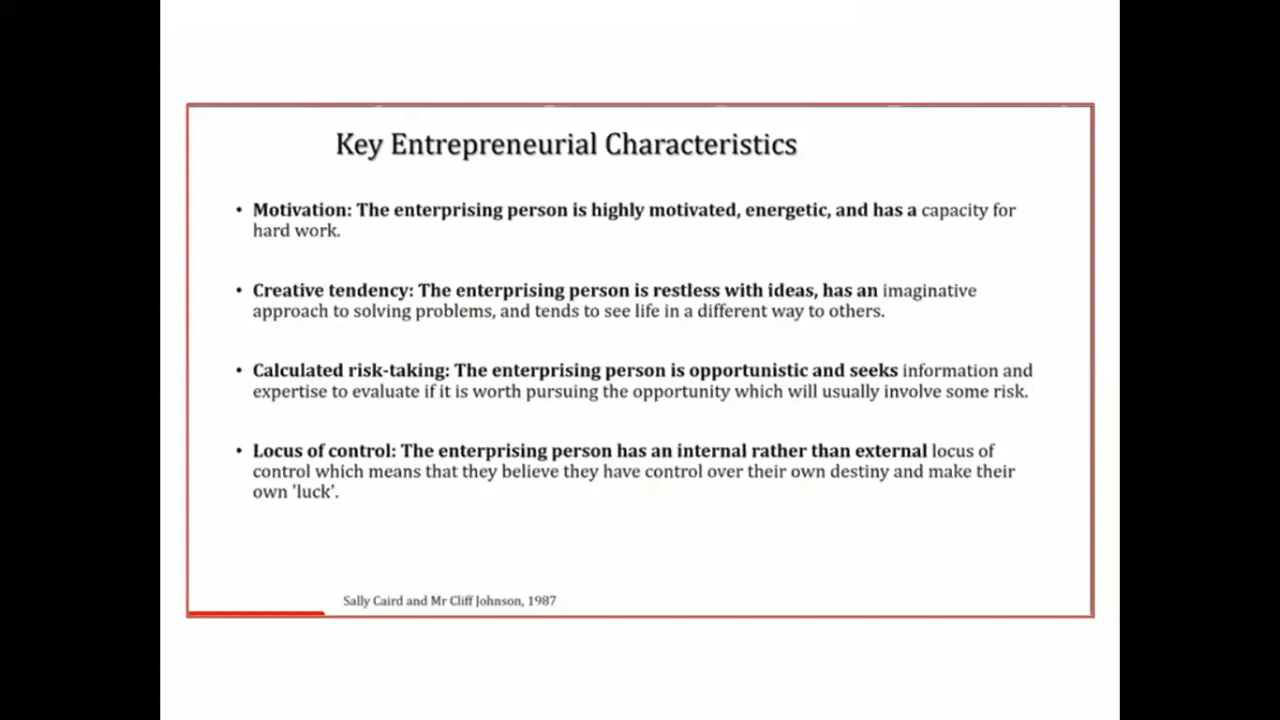 Key Entrepreneurial Characteristics
• Motivation: The enterprising person is highly motivated, energetic, and has a capacity for
hard work.
• Creative tendency: The enterprising person is restless with ideas, has an imaginative
approach to solving problems, and tends to see life in a different way to others.
• Calculated risk-taking: The enterprising person is opportunistic and seeks information and
expertise to evaluate if it is worth pursuing the opportunity which will usually involve some risk.
• Locus of control: The enterprising person has an internal rather than external locus of
control which means that they believe they have control over their own destiny and make their
own 'luck'.
Sally Caird and Mr Cliff Johnson, 1987